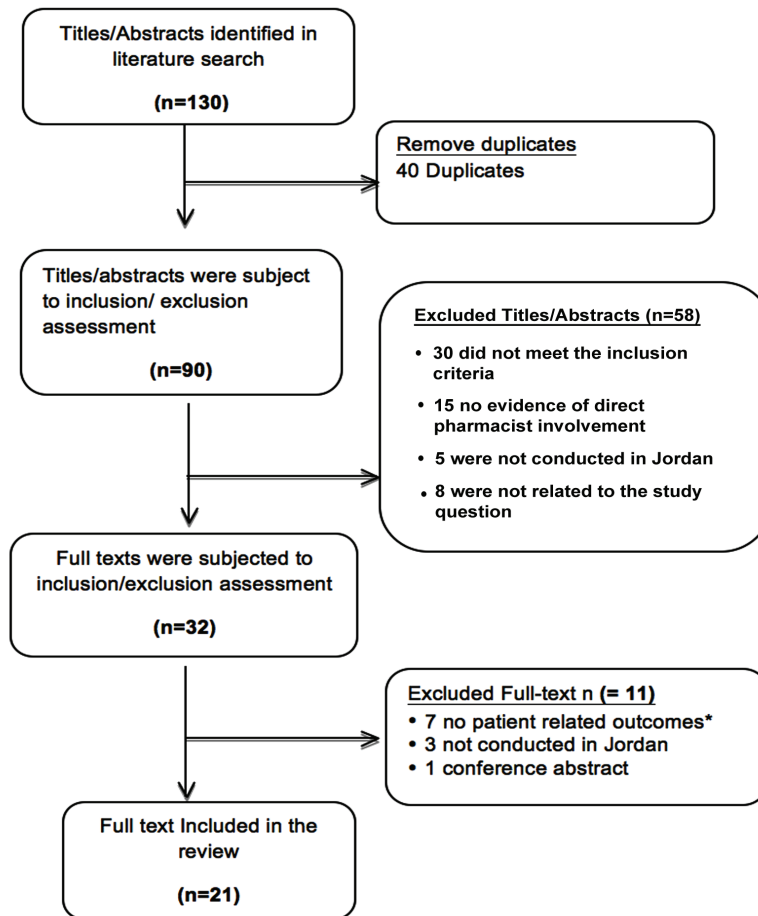 Titles/Abstracts identified in
literature search
(n=130)
Remove duplicates
40 Duplicates
Titles/abstracts were subject
to inclusion/ exclusion
assessment
(n=90)
Excluded Titles/Abstracts (n=58)
• 30 did not meet the inclusion
criteria
• 15 no evidence of direct
pharmacist involvement
• 5 were not conducted in Jordan
• 8 were not related to the study
question
Full texts were subjected to
inclusion/exclusion assessment
(n=32)
Excluded Full-text n (= 11)
• 7 no patient related outcomes*
• 3 not conducted in Jordan
• 1 conference abstract
Full text Included in the
review
(n=21)